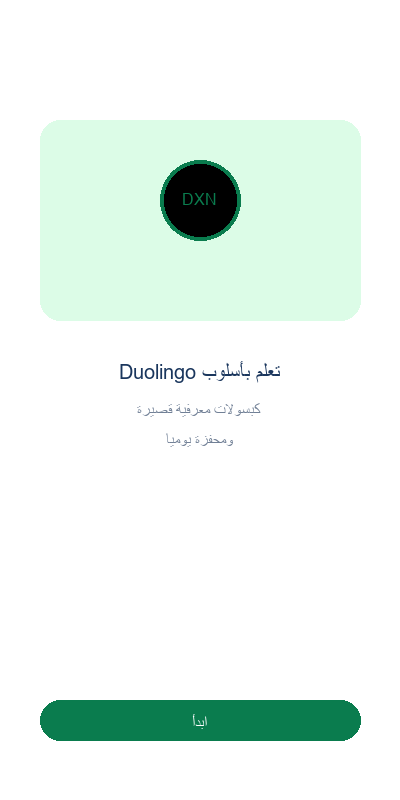 DXN
تعلم بأسلوب Duolingo
كبسولات معرفية قصيرة
ومحفزة يوميا
ابدأ